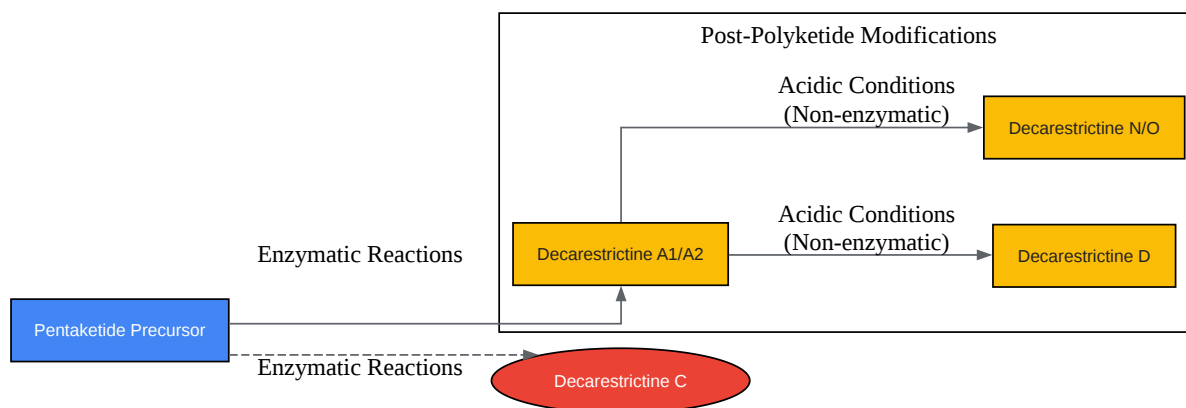 Post-Polyketide Modifications
Acidic Conditions
(Non-enzymatic)
Decarestrictine N/O
Acidic Conditions
(Non-enzymatic)
Enzymatic Reactions
Decarestrictine A1/A2
Decarestrictine D
Pentaketide Precursor
Enzymatic Reactions
Decarestrictine C